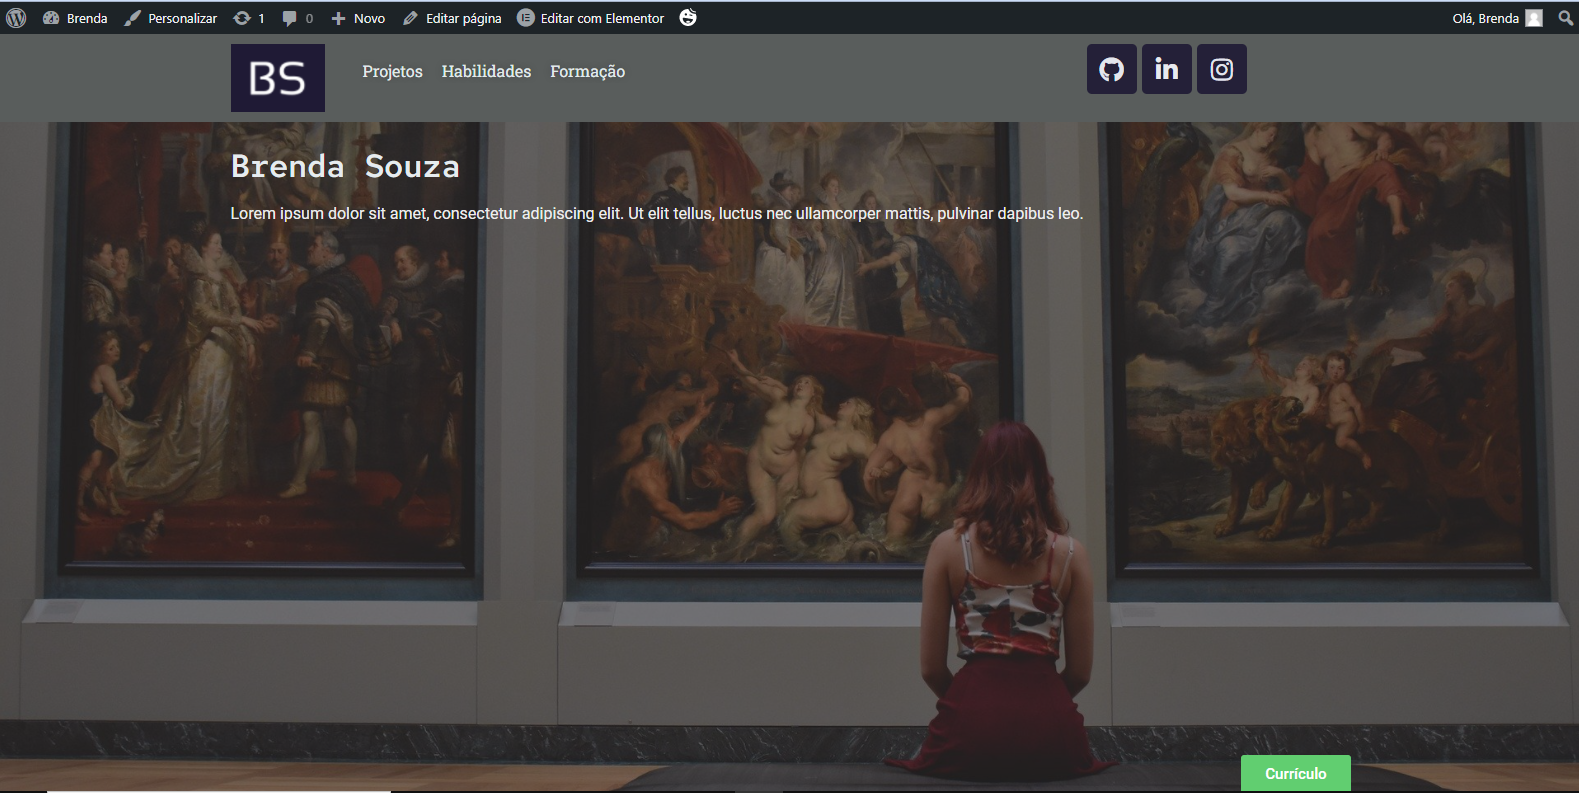 Brenda Personalizar 1 0 Novo Editar página Editar com Elementor Olá, Brenda
BS Projetos Habilidades Formação in
Brenda Souza
Lorem ipsum dolor sit amet, consectetur adipiscing elit. Ut elit tellus, luctus nec ullamcorper mattis, pulvinar dapibus leo.
Currículo